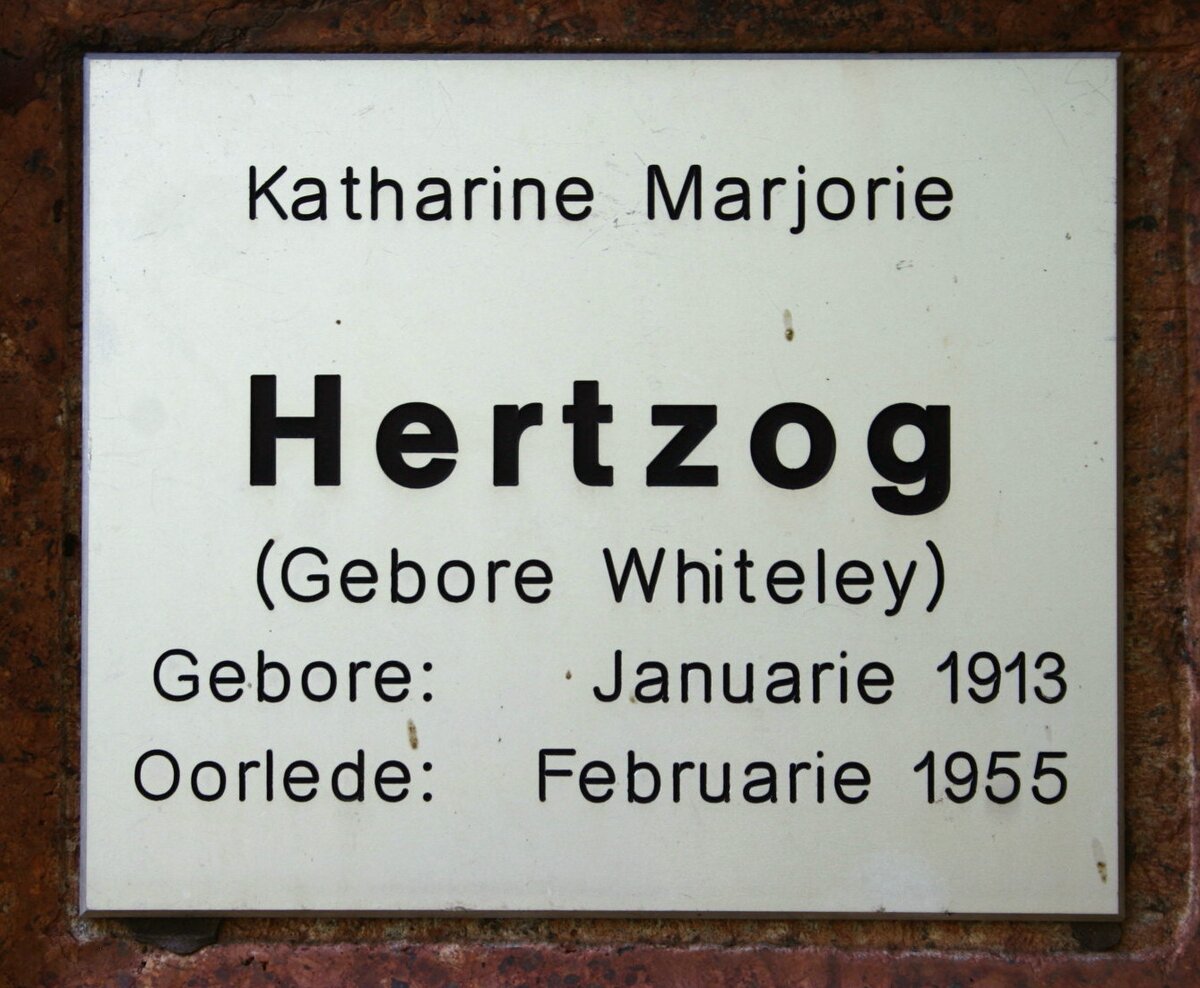 Katharine Marjorie
Hertzog
(Gebore Whiteley)
Gebore: Januarie 1913
Oorlede: Februarie 1955